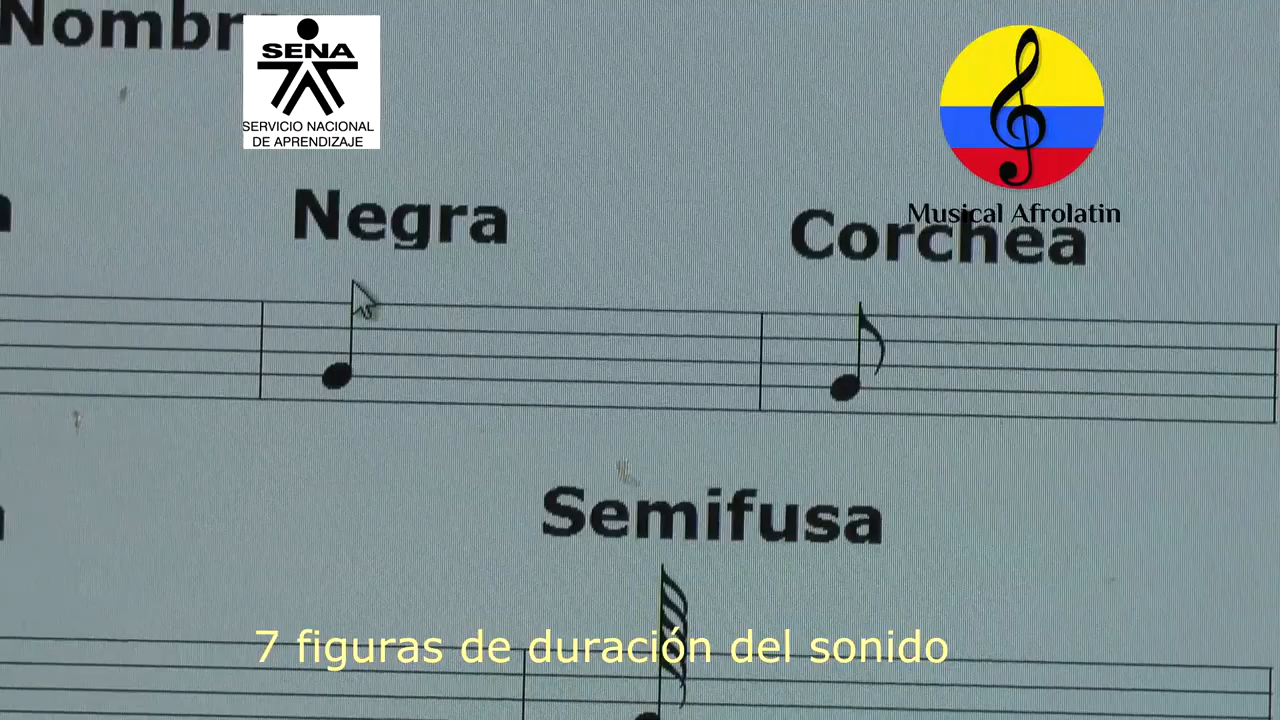 Nombr
SENA
SERVICIO NACIONAL
DE APRENDIZAJE
Negra
Corchea
Musical Afrolatin
Semifusa
7 figuras de duración del sonido